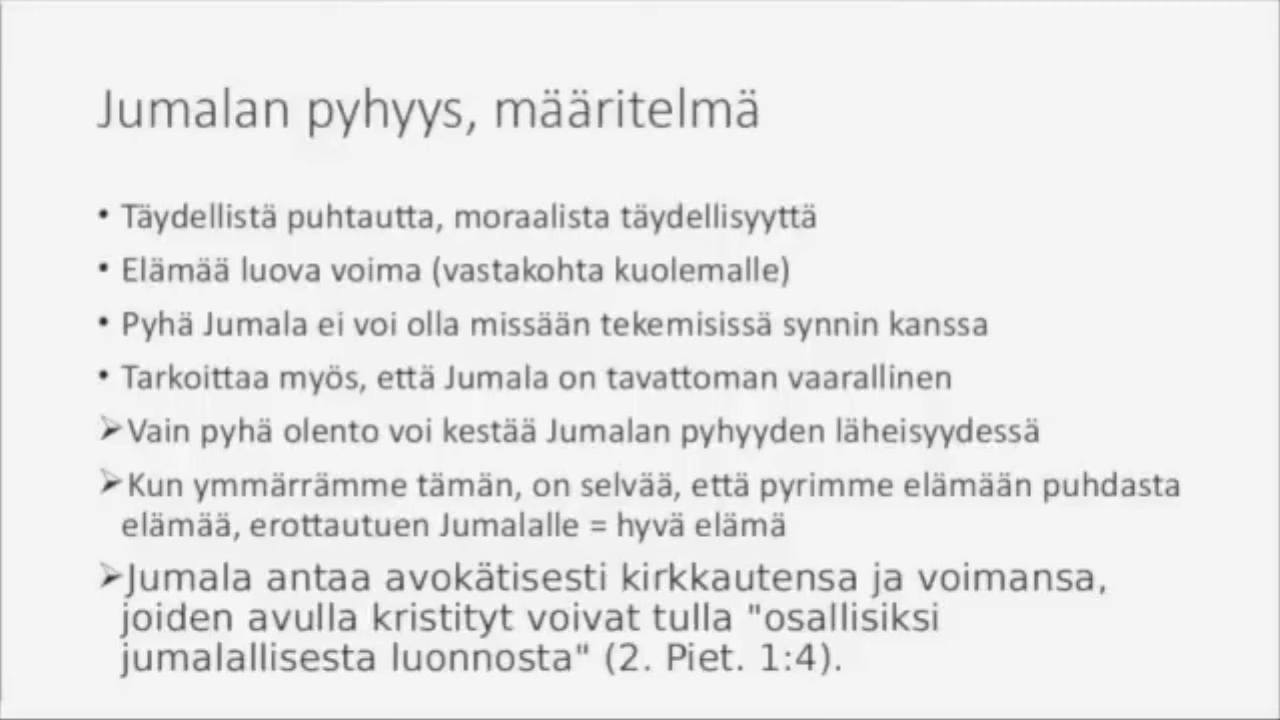 Jumalan pyhyys, määritelmä
• Täydellistä puhtautta, moraalista täydellisyyttä
• Elämää luova voima (vastakohta kuolemalle)
• Pyhä Jumala ei voi olla missään tekemisissä synnin kanssa
• Tarkoittaa myös, että Jumala on tavattoman vaarallinen
➢Vain pyhä olento voi kestää Jumalan pyhyyden läheisyydessä
➢Kun ymmärrämme tämän, on selvää, että pyrimme elämään puhdasta
elämää, erottautuen Jumalalle = hyvä elämä
➢Jumala antaa avokätisesti kirkkautensa ja voimansa,
joiden avulla kristityt voivat tulla "osallisiksi
jumalallisesta luonnosta" (2. Piet. 1:4).